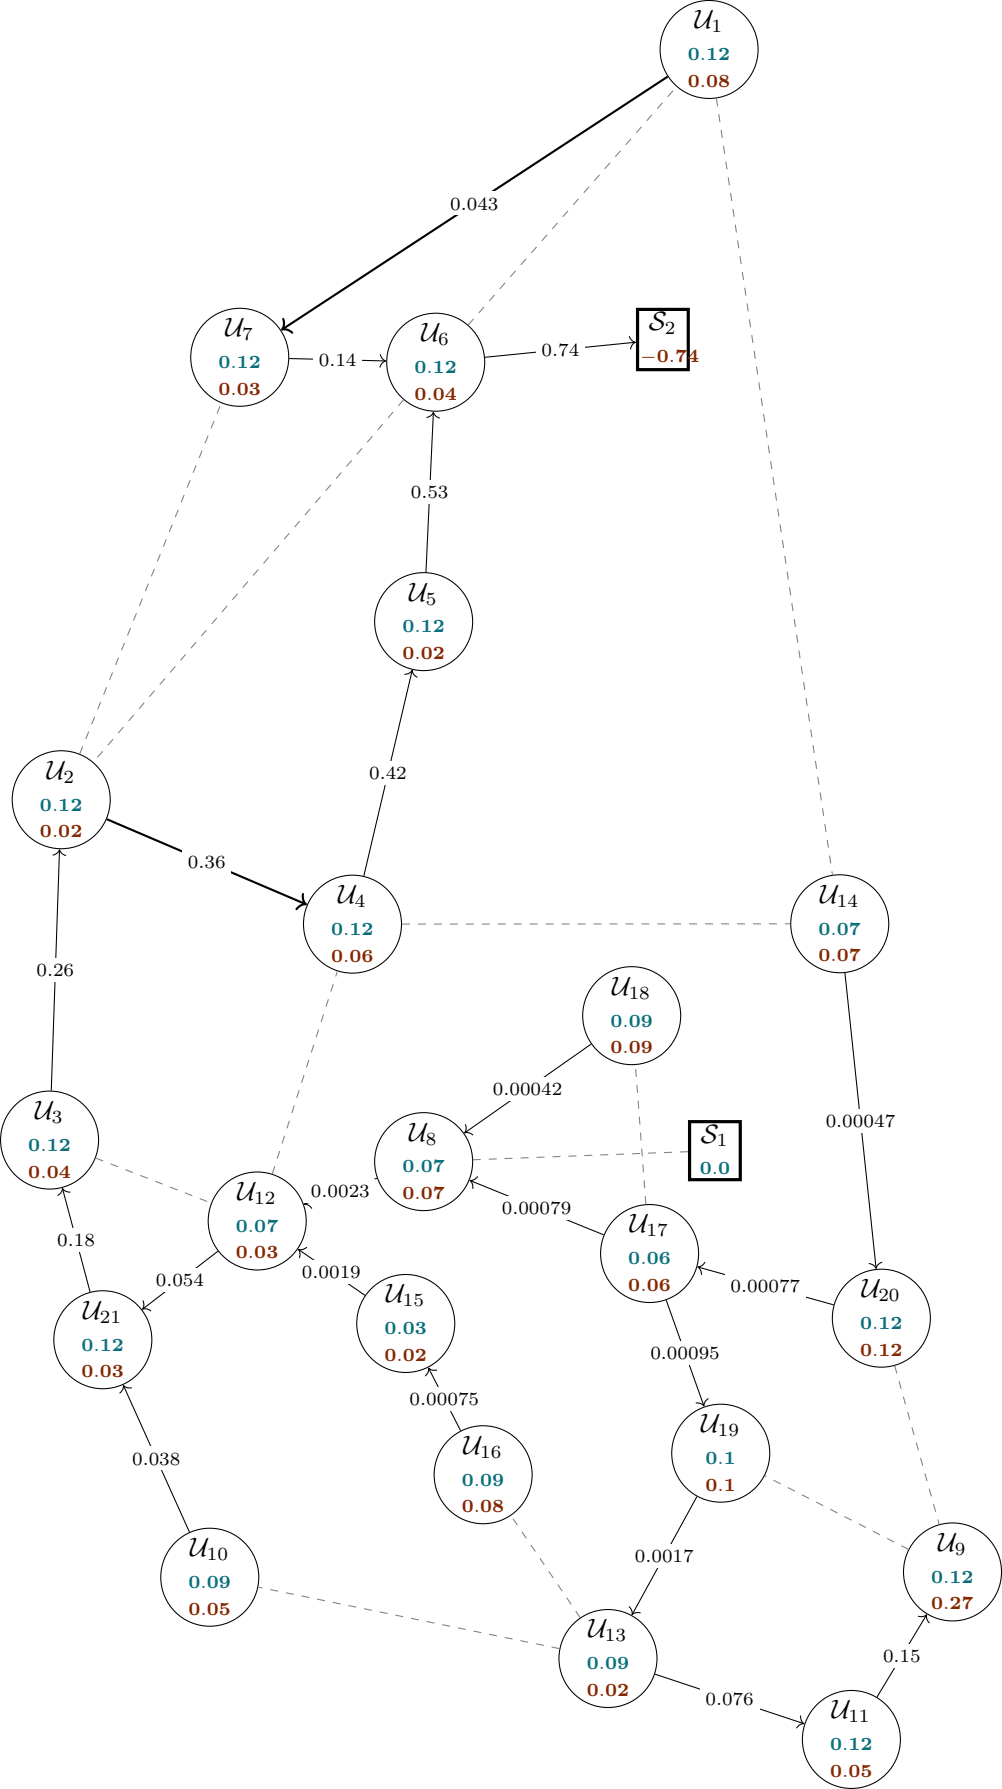 𝒰₁
0.12
0.08
0.043
𝒰₇
0.12
0.03
0.14
𝒰₆
0.12
0.04
0.74
𝒮₂
−0.74
0.53
𝒰₅
0.12
0.02
0.42
𝒰₂
0.12
0.02
0.36
𝒰₄
0.12
0.06
𝒰₁₄
0.07
0.07
0.26
𝒰₁₈
0.09
0.09
0.00042
0.00047
𝒰₃
0.12
0.04
𝒰₈
0.07
0.07
𝒮₁
0.0
𝒰₁₂
0.07
0.03
0.0023
0.00079
𝒰₁₇
0.06
0.06
0.18
0.054
0.0019
0.00077
𝒰₂₀
0.12
0.12
𝒰₂₁
0.12
0.03
𝒰₁₅
0.03
0.02
0.00095
0.00075
𝒰₁₉
0.1
0.1
0.038
𝒰₁₆
0.09
0.08
𝒰₁₀
0.09
0.05
0.0017
𝒰₉
0.12
0.27
𝒰₁₃
0.09
0.02
0.15
0.076
𝒰₁₁
0.12
0.05